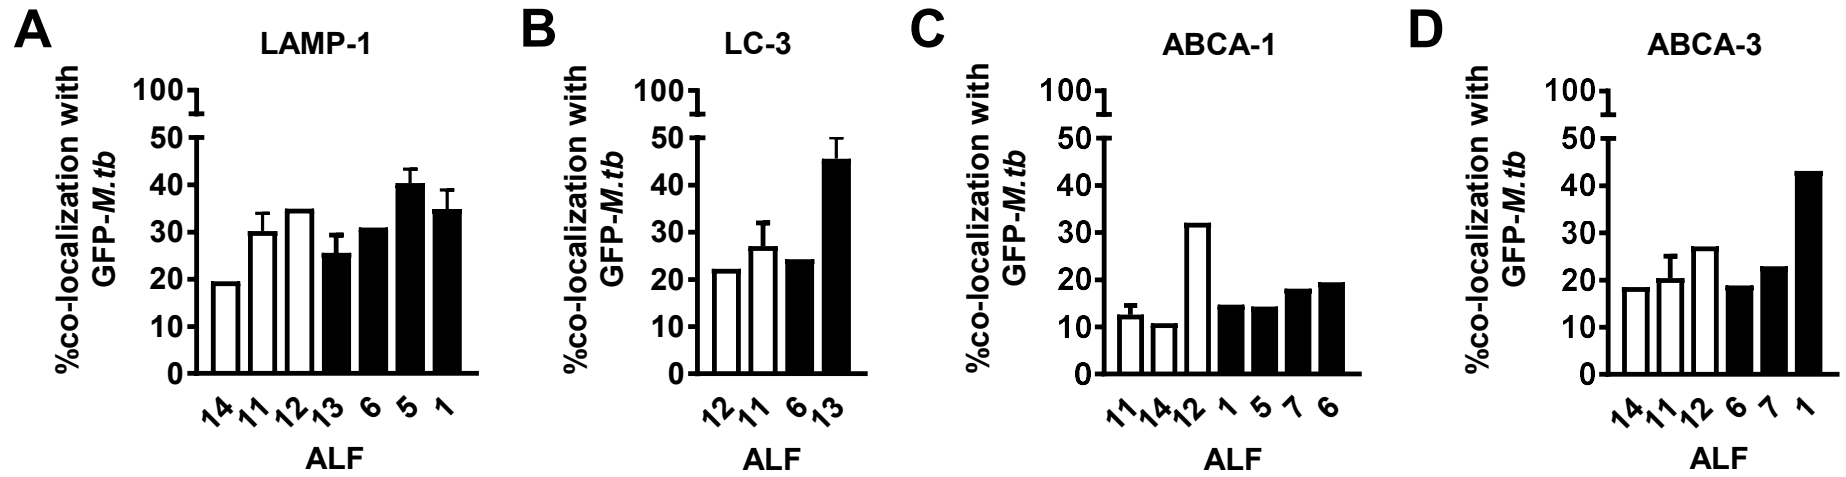 A
LAMP-1
%co-localization with
GFP-M.tb
100
50
40
30
20
10
0
14 11 12 13 6 5 1
ALF
B
LC-3
%co-localization with
GFP-M.tb
100
50
40
30
20
10
0
12 11 6 13
ALF
C
ABCA-1
%co-localization with
GFP-M.tb
100
50
40
30
20
10
0
11 14 12 1 5 7 6
ALF
D
ABCA-3
%co-localization with
GFP-M.tb
100
50
40
30
20
10
0
14 11 12 6 7 1
ALF